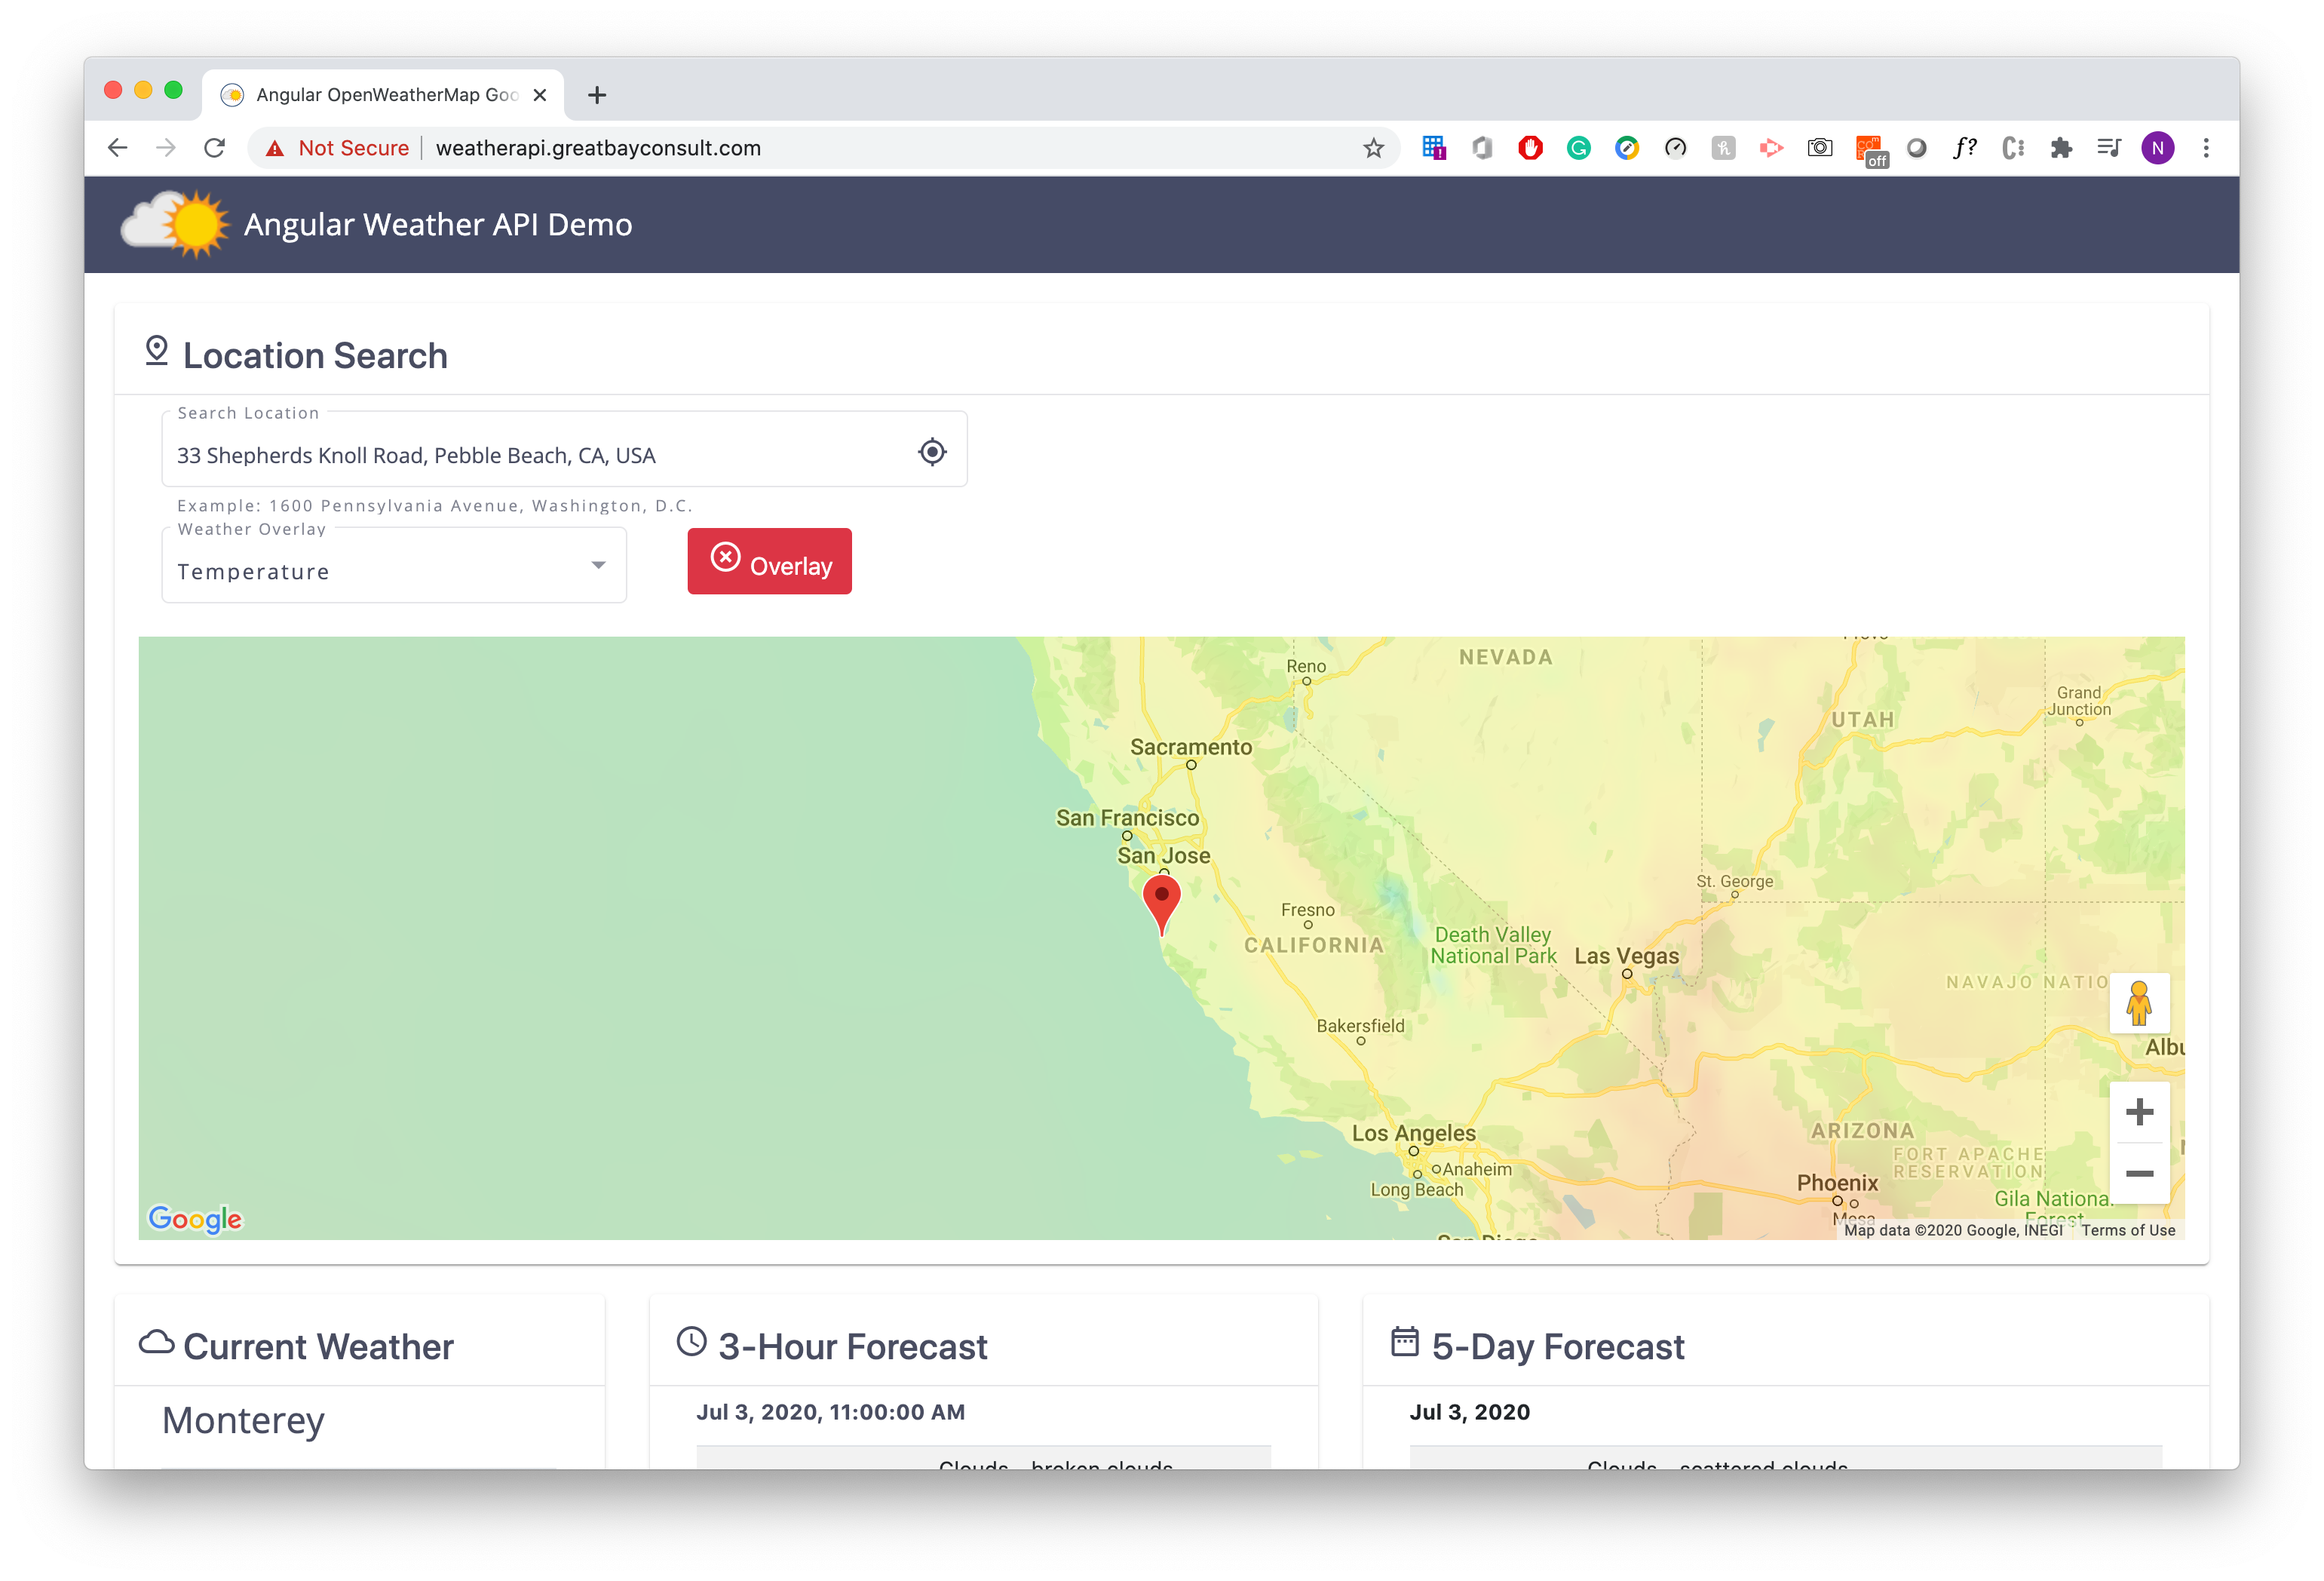 Angular OpenWeatherMap Goo
Not Secure
weatherapi.greatbayconsult.com
off
N
Angular Weather API Demo
Location Search
Search Location
33 Shepherds Knoll Road, Pebble Beach, CA, USA
Example: 1600 Pennsylvania Avenue, Washington, D.C.
Weather Overlay
Temperature
Overlay
Reno
NEVADA
Grand
Junction
UTAH
Sacramento
San Francisco
San Jose
St. George
Fresno
CALIFORNIA
Death Valley
National Park
Las Vegas
NAVAJO NATIO
Bakersfield
Albu
Los Angeles
ARIZONA
Anaheim
FORT APACHE
RESERVATION
Long Beach
Phoenix
Gila National
Forest
Mesa
San Diego
Google
Map data ©2020 Google, INEGI
Terms of Use
Current Weather
3-Hour Forecast
5-Day Forecast
Monterey
Jul 3, 2020, 11:00:00 AM
Jul 3, 2020
Clouds - broken clouds
Clouds - scattered clouds